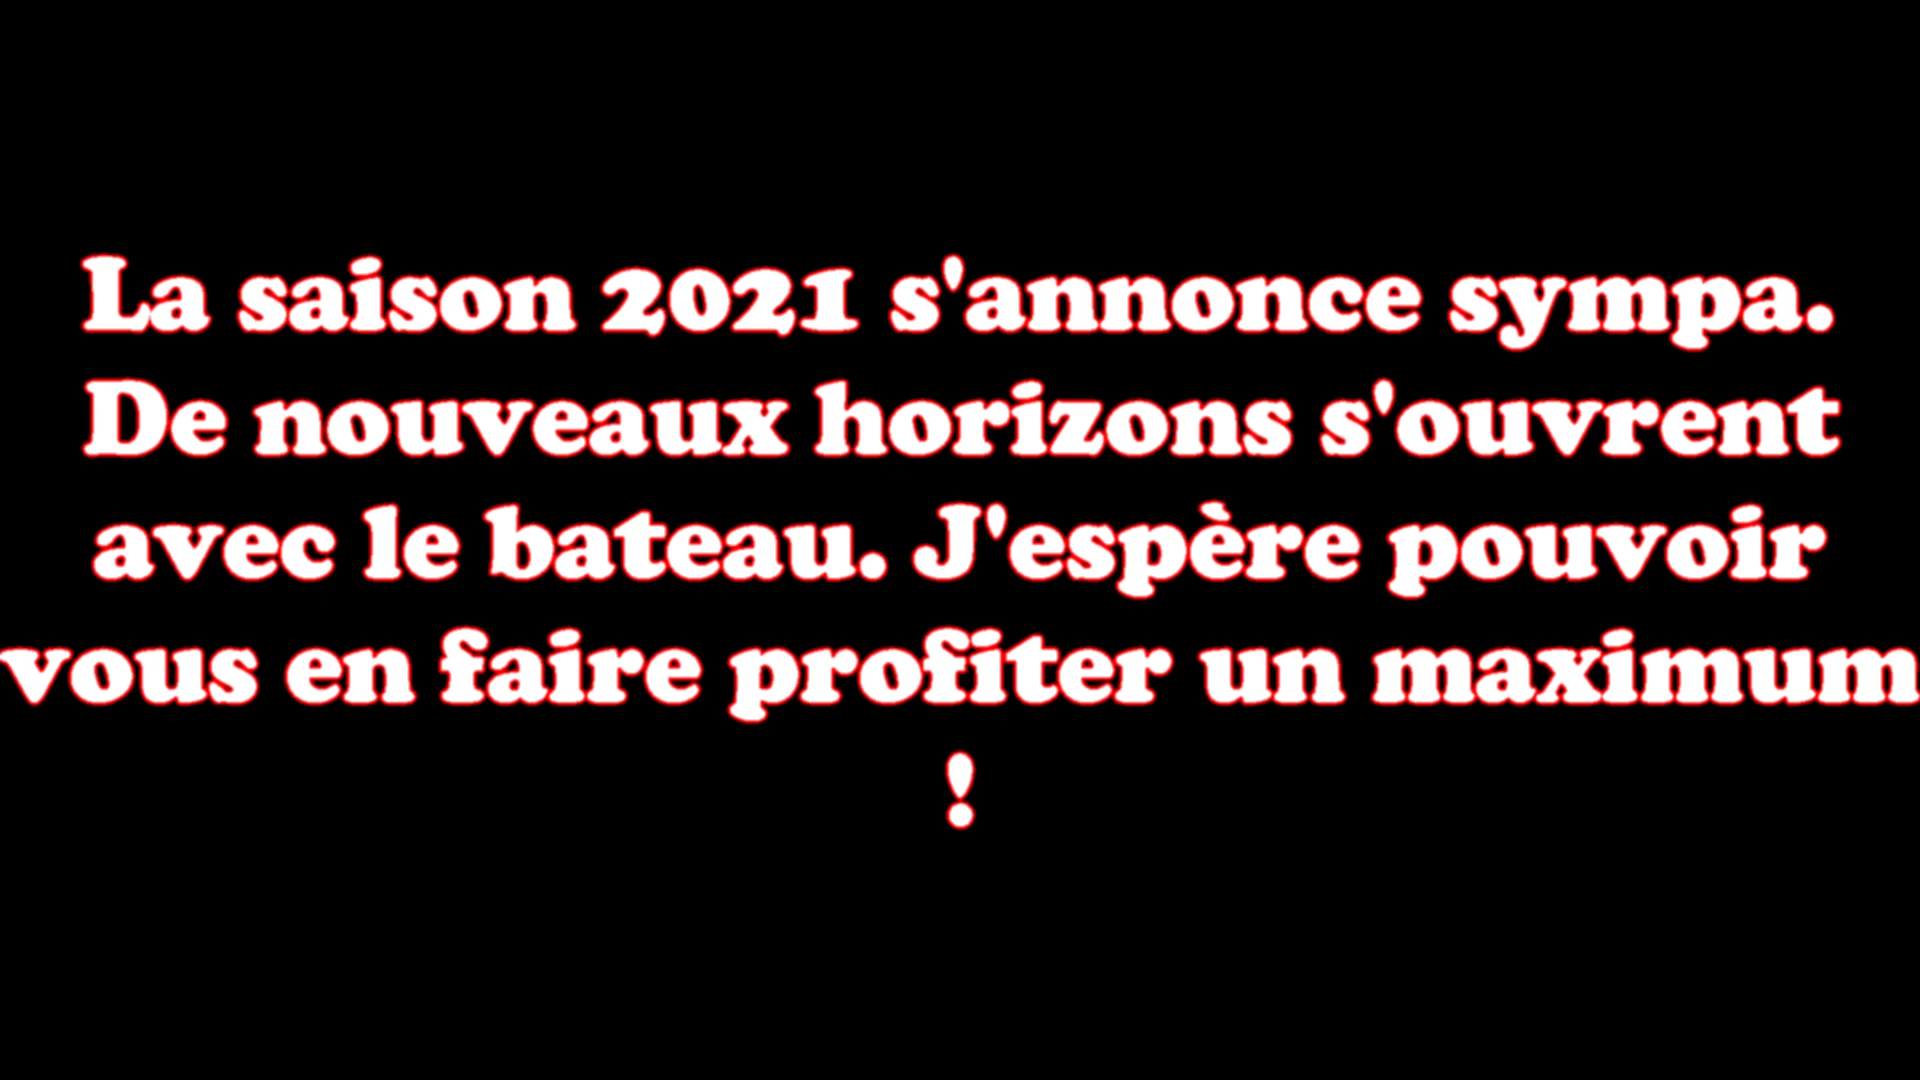 La saison 2021 s'annonce sympa.
De nouveaux horizons s'ouvrent
avec le bateau. J'espère pouvoir
vous en faire profiter un maximum
!